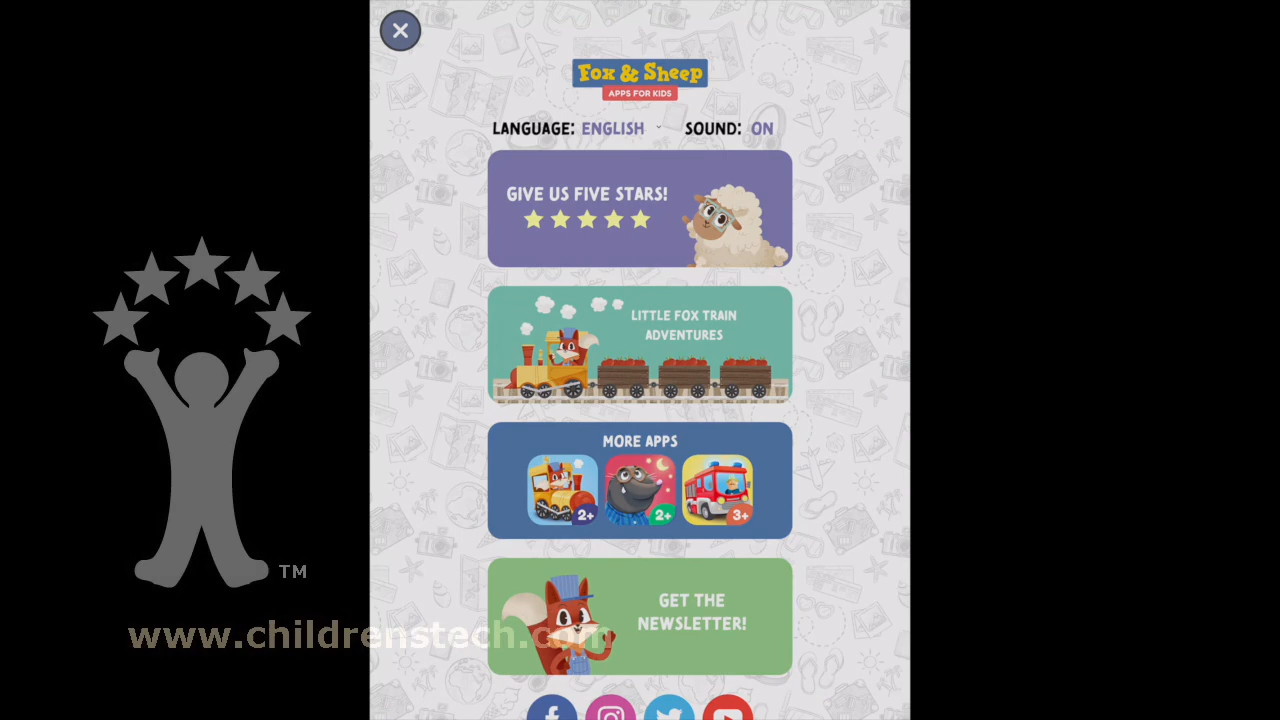 Fox & Sheep
APPS FOR KIDS
LANGUAGE: ENGLISH SOUND: ON
GIVE US FIVE STARS!
LITTLE FOX TRAIN
ADVENTURES
MORE APPS
2+ 2+ 3+
GET THE
NEWSLETTER!
TM
www.childrenstech.com